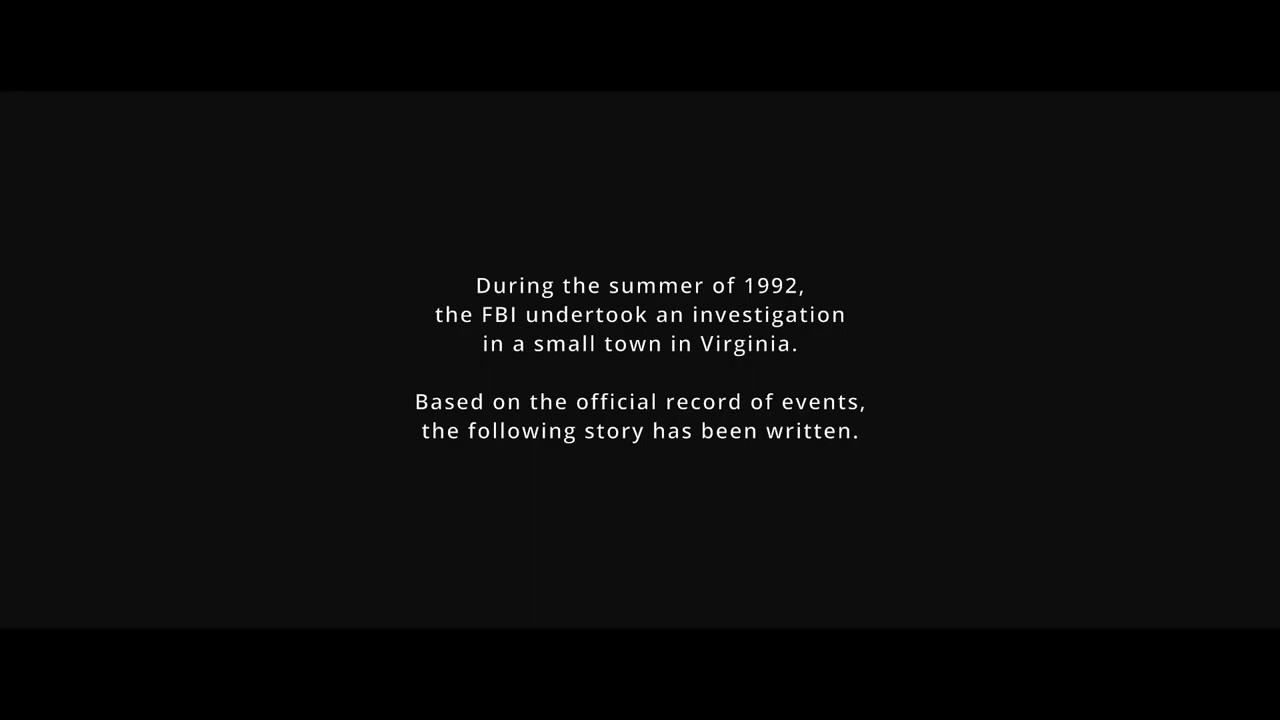 During the summer of 1992,
the FBI undertook an investigation
in a small town in Virginia.
Based on the official record of events,
the following story has been written.